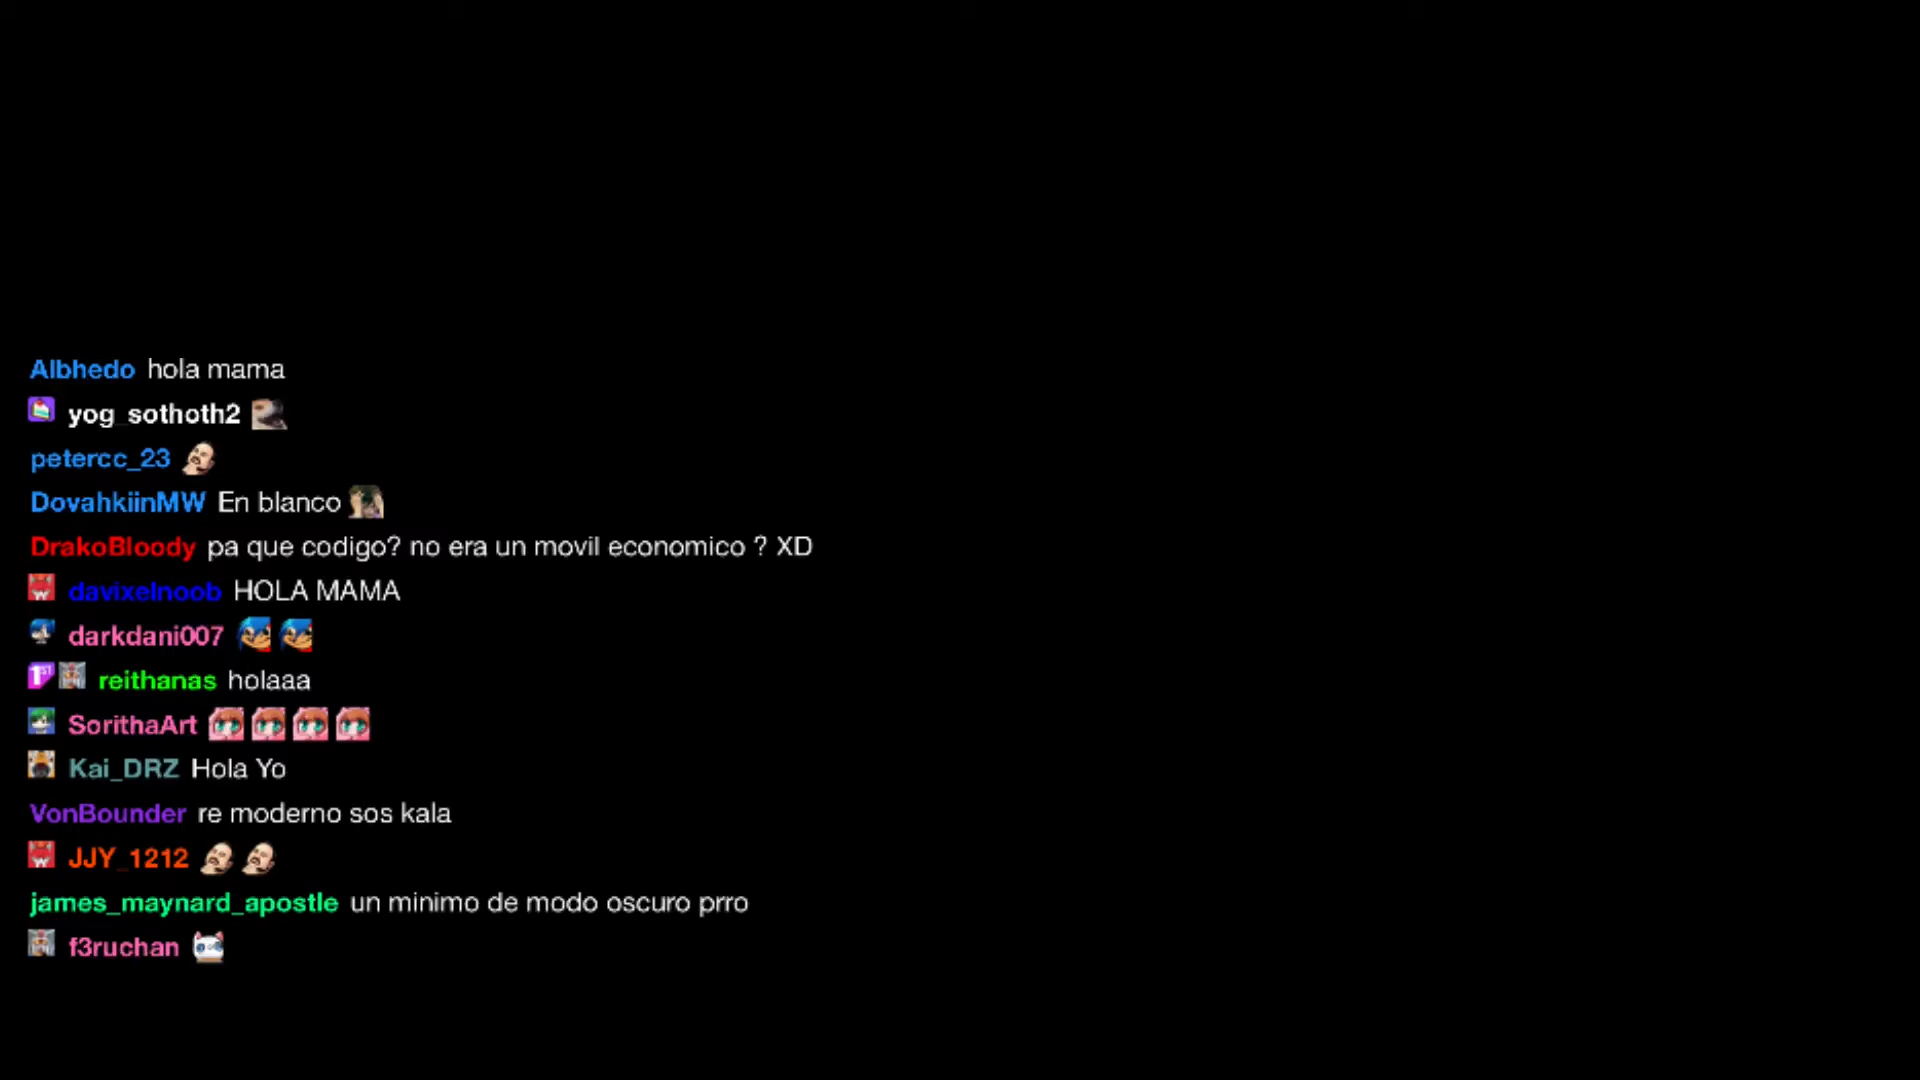 Albhedo hola mama
yog_sothoth2
petercc_23
DovahkiinMW En blanco
DrakoBloody pa que codigo? no era un movil economico ? XD
davixelnoob HOLA MAMA
darkdani007
1ST reithanas holaaa
SorithaArt
Kai_DRZ Hola Yo
VonBounder re moderno sos kala
JJY_1212
james_maynard_apostle un minimo de modo oscuro prro
f3ruchan